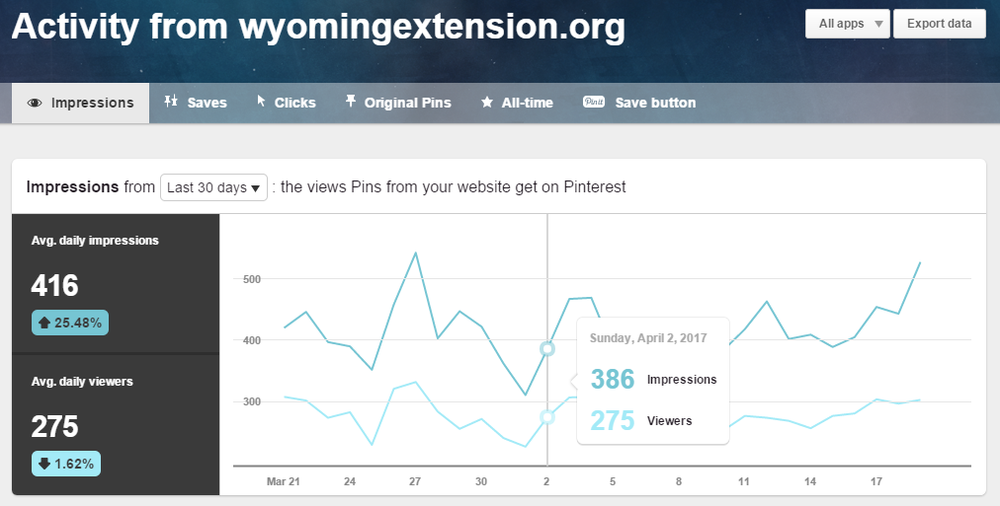 Activity from wyomingextension.org
All apps
Export data
Impressions
Saves
Clicks
Original Pins
All-time
Pinit
Save button
Impressions from Last 30 days : the views Pins from your website get on Pinterest
Avg. daily impressions
416
25.48%
Avg. daily viewers
275
1.62%
500
400
300
Sunday, April 2, 2017
386 Impressions
275 Viewers
Mar 21 24 27 30 2 5 8 11 14 17